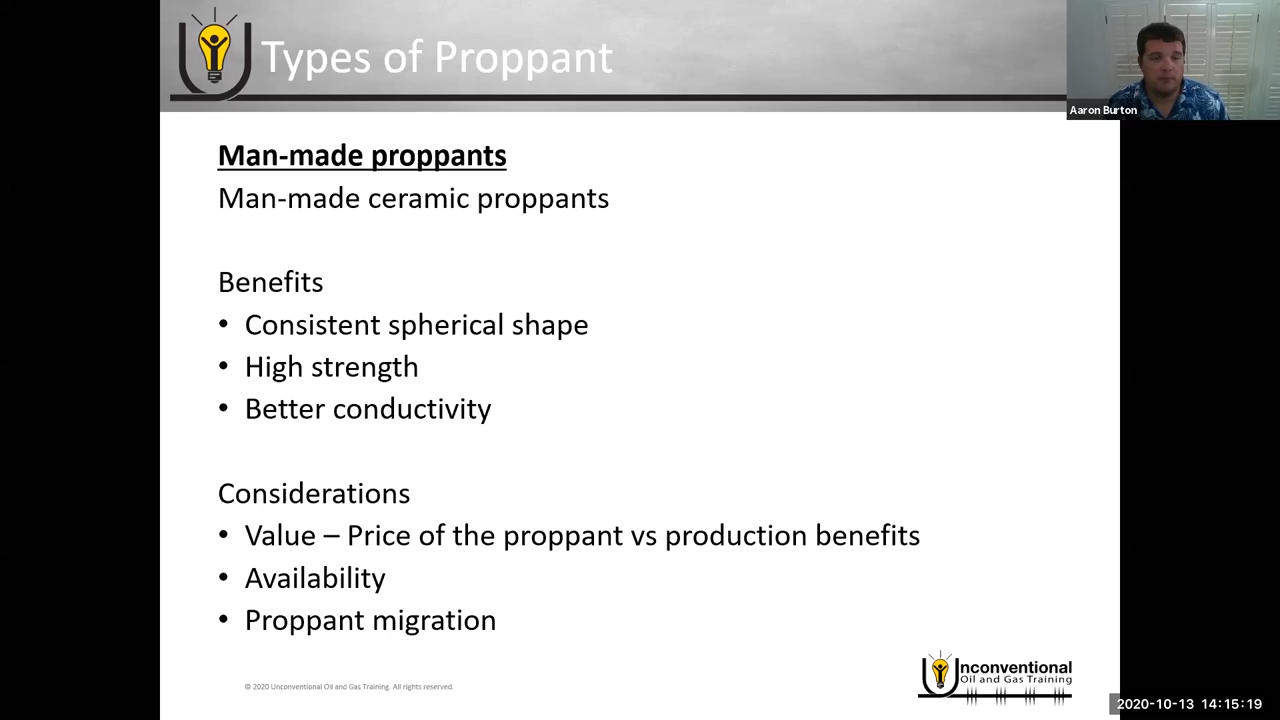 Types of Proppant
Aaron Burton
Man-made proppants
Man-made ceramic proppants
Benefits
• Consistent spherical shape
• High strength
• Better conductivity
Considerations
• Value – Price of the proppant vs production benefits
• Availability
• Proppant migration
© 2020 Unconventional Oil and Gas Training. All rights reserved.
Unconventional
Oil and Gas Training
2020-10-13 14:15:19